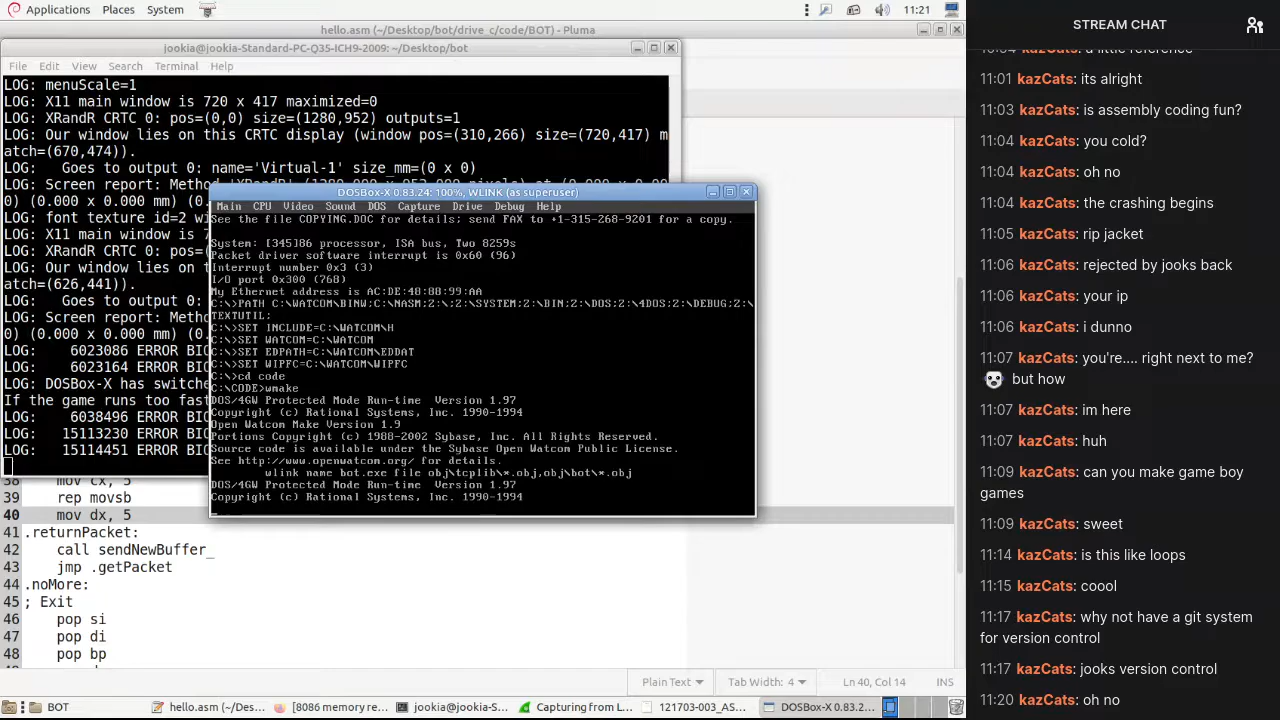 Applications Places System 11:21
hello.asm (~/Desktop/bot/drive_c/code/BOT) - Pluma
jookia@jookia-Standard-PC-Q35-ICH9-2009: ~/Desktop/bot
File Edit View Search Terminal Help
LOG: menuScale=1
LOG: X11 main window is 720 x 417 maximized=0
LOG: XRandR CRTC 0: pos=(0,0) size=(1280,952) outputs=1
LOG: Our window lies on this CRTC display (window pos=(310,266) size=(720,417) m
atch=(670,474)).
LOG:   Goes to output 0: name='Virtual-1' size_mm=(0 x 0)
LOG: Screen report: Method
0) (0.000 x 0.000 mm) (0.
LOG: font texture id=2 wi
LOG: X11 main window is 7
LOG: XRandR CRTC 0: pos=(
LOG: Our window lies on t
atch=(626,441)).
LOG:   Goes to output 0:
LOG: Screen report: Metho
0) (0.000 x 0.000 mm) (0.
LOG:    6023086 ERROR BIO
LOG:    6023164 ERROR BIO
LOG: DOSBox-X has switche
If the game runs too fast
LOG:    6038496 ERROR BIO
LOG:   15113230 ERROR BIO
LOG:   15114451 ERROR BIO
DOSBox-X 0.83.24: 100%, WLINK (as superuser)
Main CPU Video Sound DOS Capture Drive Debug Help
See the file COPYING.DOC for details; send FAX to +1-315-268-9201 for a copy.
System: [345]86 processor, ISA bus, Two 8259s
Packet driver software interrupt is 0x60 (96)
Interrupt number 0x3 (3)
I/O port 0x300 (768)
My Ethernet address is AC:DE:48:88:99:AA
C:\>PATH C:\WATCOM\BINW;C:\NASM;Z:\;Z:\SYSTEM;Z:\BIN;Z:\DOS;Z:\4DOS;Z:\DEBUG;Z:\
TEXTUTIL;
C:\>SET INCLUDE=C:\WATCOM\H
C:\>SET WATCOM=C:\WATCOM
C:\>SET EDPATH=C:\WATCOM\EDDAT
C:\>SET WIPFC=C:\WATCOM\WIPFC
C:\>cd code
C:\CODE>wmake
DOS/4GW Protected Mode Run-time  Version 1.97
Copyright (c) Rational Systems, Inc. 1990-1994
Open Watcom Make Version 1.9
Portions Copyright (c) 1988-2002 Sybase, Inc. All Rights Reserved.
Source code is available under the Sybase Open Watcom Public License.
See http://www.openwatcom.org/ for details.
wlink name bot.exe file obj\tcplib\*.obj,obj\bot\*.obj
DOS/4GW Protected Mode Run-time  Version 1.97
Copyright (c) Rational Systems, Inc. 1990-1994
38 mov cx, 5
39 rep movsb
40 mov dx, 5
41 .returnPacket:
42 call sendNewBuffer_
43 jmp .getPacket
44 .noMore:
45 ; Exit
46 pop si
47 pop di
48 pop bp
Plain Text Tab Width: 4 Ln 40, Col 14 INS
BOT hello.asm (~/Des... [8086 jookia@jookia-S... Capturing from L... 121703-003_AS... DOSBox-X 0.83.2...
STREAM CHAT
10:54 kazCats: a little reference
11:01 kazCats: its alright
11:03 kazCats: is assembly coding fun?
11:04 kazCats: you cold?
11:04 kazCats: oh no
11:04 kazCats: the crashing begins
11:05 kazCats: rip jacket
11:06 kazCats: rejected by jooks back
11:06 kazCats: your ip
11:06 kazCats: i dunno
11:07 kazCats: you're.... right next to me?
but how
11:07 kazCats: im here
11:07 kazCats: huh
11:09 kazCats: can you make game boy
games
11:09 kazCats: sweet
11:14 kazCats: is this like loops
11:15 kazCats: coool
11:17 kazCats: why not have a git system
for version control
11:17 kazCats: jooks version control
11:20 kazCats: oh no